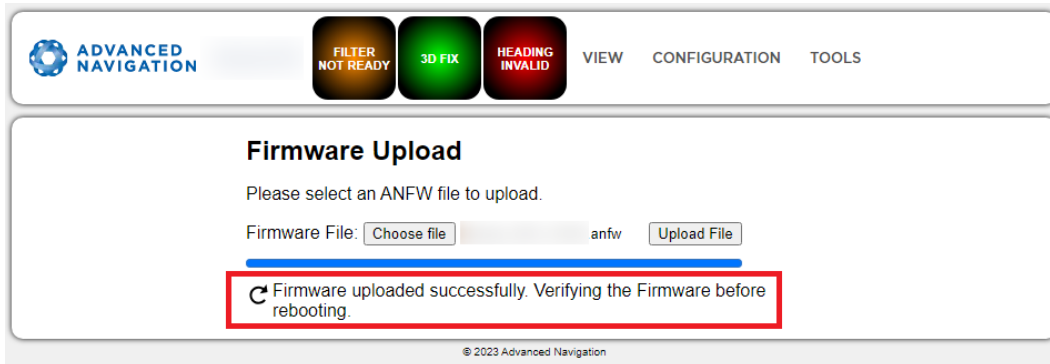 ADVANCED
NAVIGATION
FILTER
NOT READY
3D FIX
HEADING
INVALID
VIEW
CONFIGURATION
TOOLS
Firmware Upload
Please select an ANFW file to upload.
Firmware File: Choose file anfw Upload File
Firmware uploaded successfully. Verifying the Firmware before
rebooting.
© 2023 Advanced Navigation